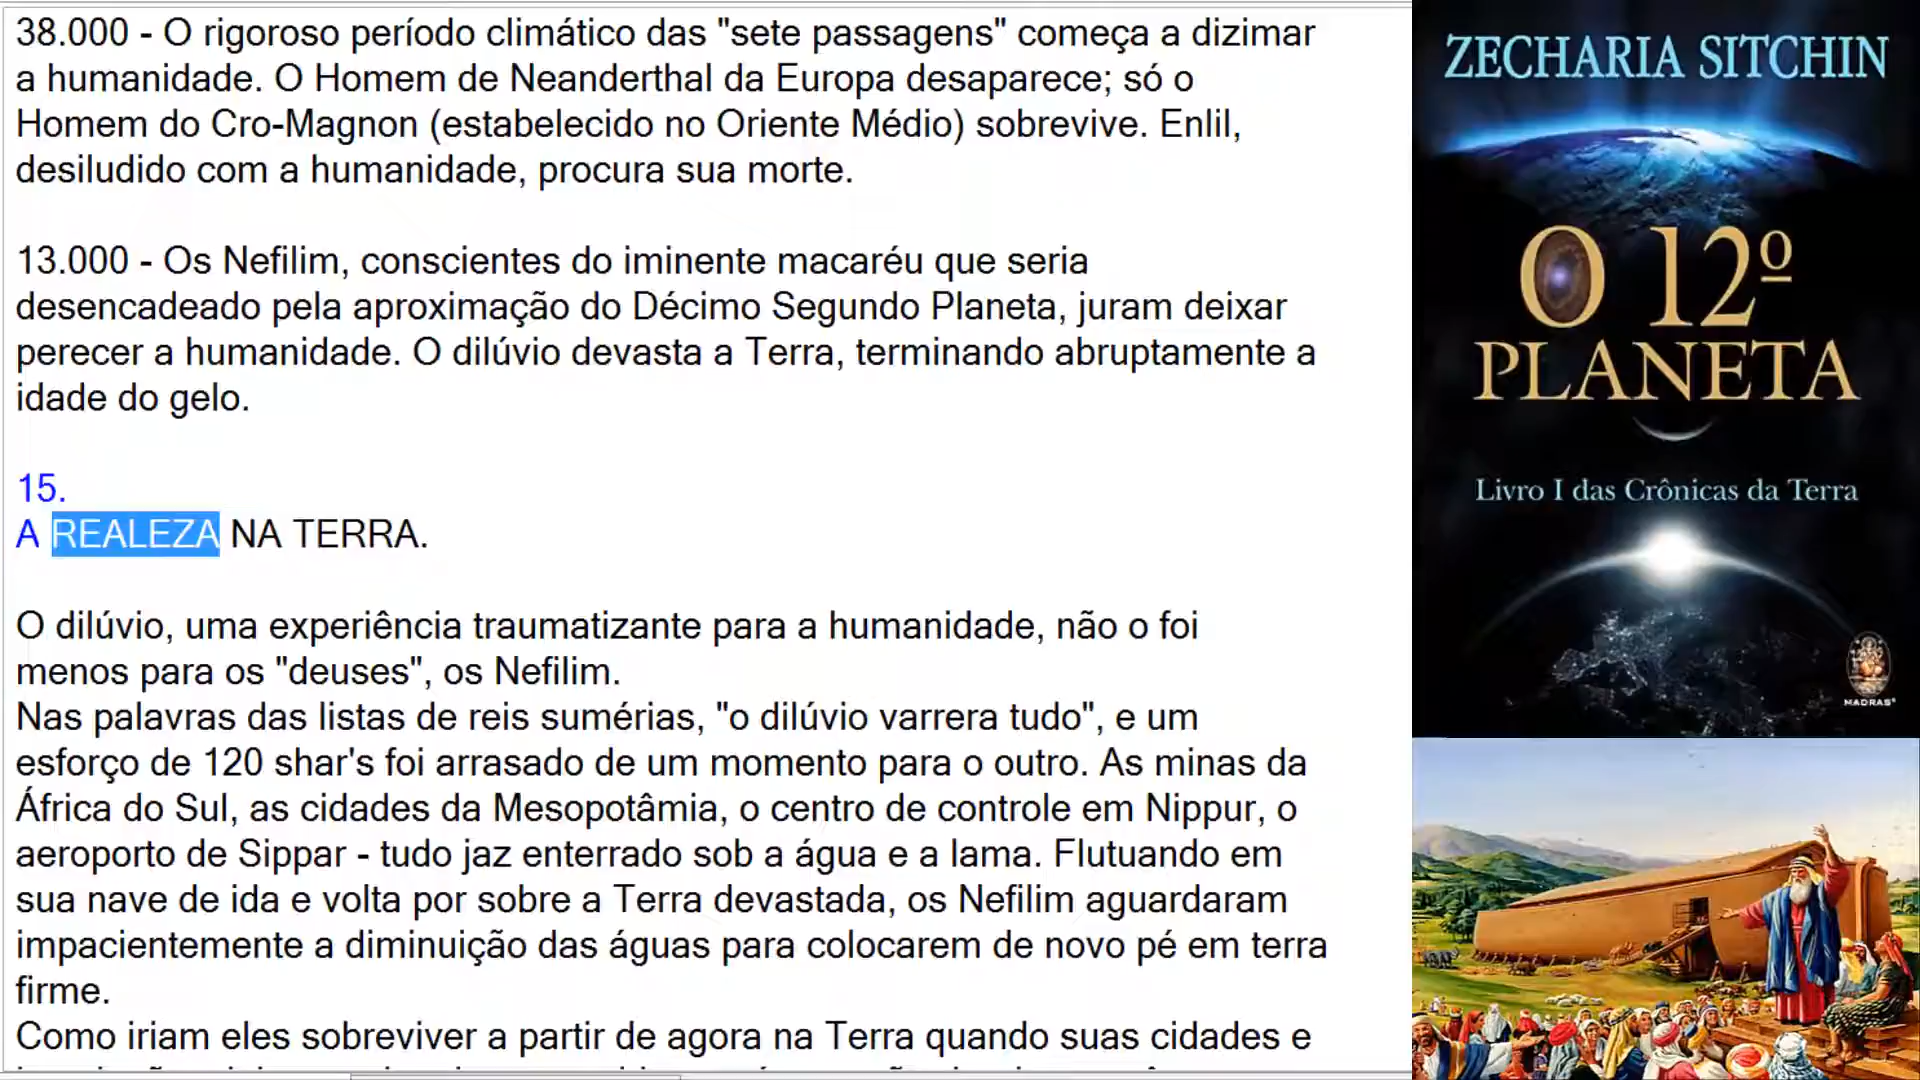 38.000 - O rigoroso período climático das "sete passagens" começa a dizimar
a humanidade. O Homem de Neanderthal da Europa desaparece; só o
Homem do Cro-Magnon (estabelecido no Oriente Médio) sobrevive. Enlil,
desiludido com a humanidade, procura sua morte.
13.000 - Os Nefilim, conscientes do iminente macaréu que seria
desencadeado pela aproximação do Décimo Segundo Planeta, juram deixar
perecer a humanidade. O dilúvio devasta a Terra, terminando abruptamente a
idade do gelo.
15.
A REALEZA NA TERRA.
O dilúvio, uma experiência traumatizante para a humanidade, não o foi
menos para os "deuses", os Nefilim.
Nas palavras das listas de reis sumérias, "o dilúvio varrera tudo", e um
esforço de 120 shar's foi arrasado de um momento para o outro. As minas da
África do Sul, as cidades da Mesopotâmia, o centro de controle em Nippur, o
aeroporto de Sippar - tudo jaz enterrado sob a água e a lama. Flutuando em
sua nave de ida e volta por sobre a Terra devastada, os Nefilim aguardaram
impacientemente a diminuição das águas para colocarem de novo pé em terra
firme.
Como iriam eles sobreviver a partir de agora na Terra quando suas cidades e
ZECHARIA SITCHIN
O 12º
PLANETA
Livro I das Crônicas da Terra
MADRAS